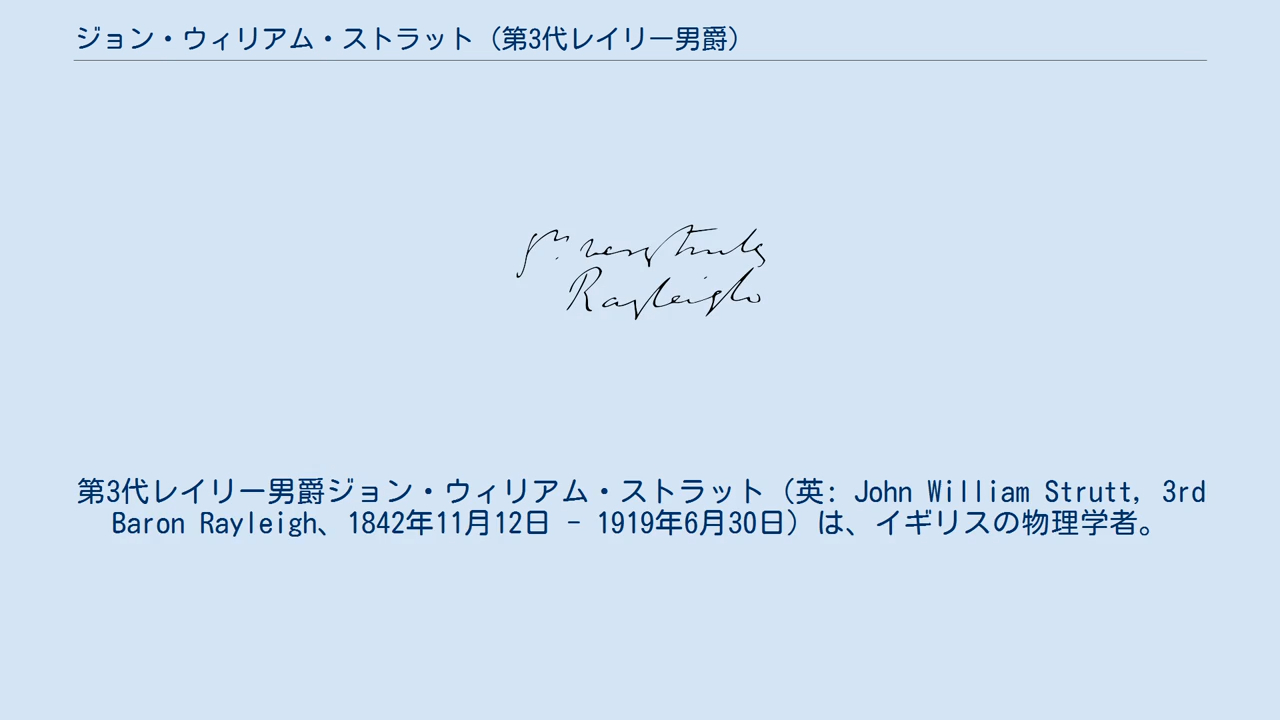 ジョン・ウィリアム・ストラット（第3代レイリー男爵）
Rayleigh
第3代レイリー男爵ジョン・ウィリアム・ストラット（英: John William Strutt, 3rd
Baron Rayleigh、1842年11月12日 - 1919年6月30日）は、イギリスの物理学者。